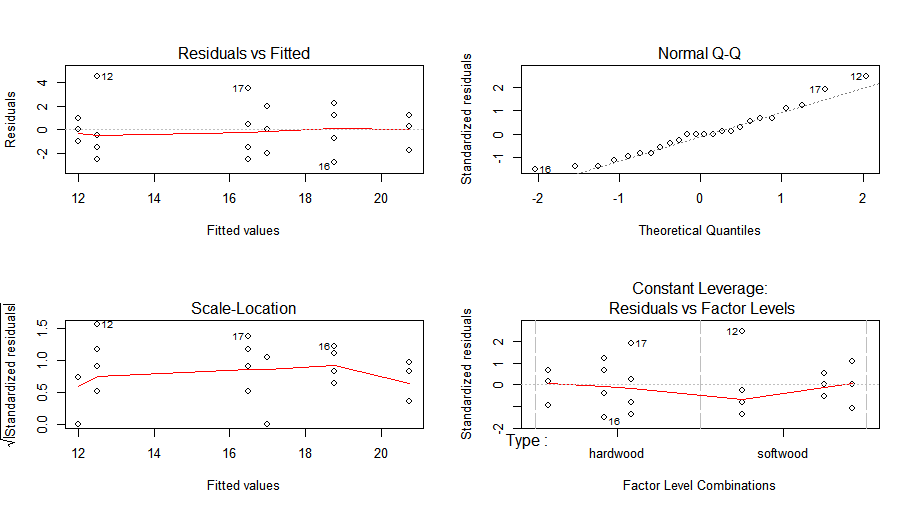 Residuals vs Fitted
Residuals
4
2
0
-2
12
17
16
12 14 16 18 20
Fitted values
Normal Q-Q
Standardized residuals
2
1
0
-1
12
17
16
-2 -1 0 1 2
Theoretical Quantiles
Scale-Location
√|Standardized residuals|
1.5
1.0
0.5
0.0
12
17
16
12 14 16 18 20
Fitted values
Constant Leverage:
Residuals vs Factor Levels
Standardized residuals
2
1
0
-2
12
17
16
Type :
hardwood softwood
Factor Level Combinations